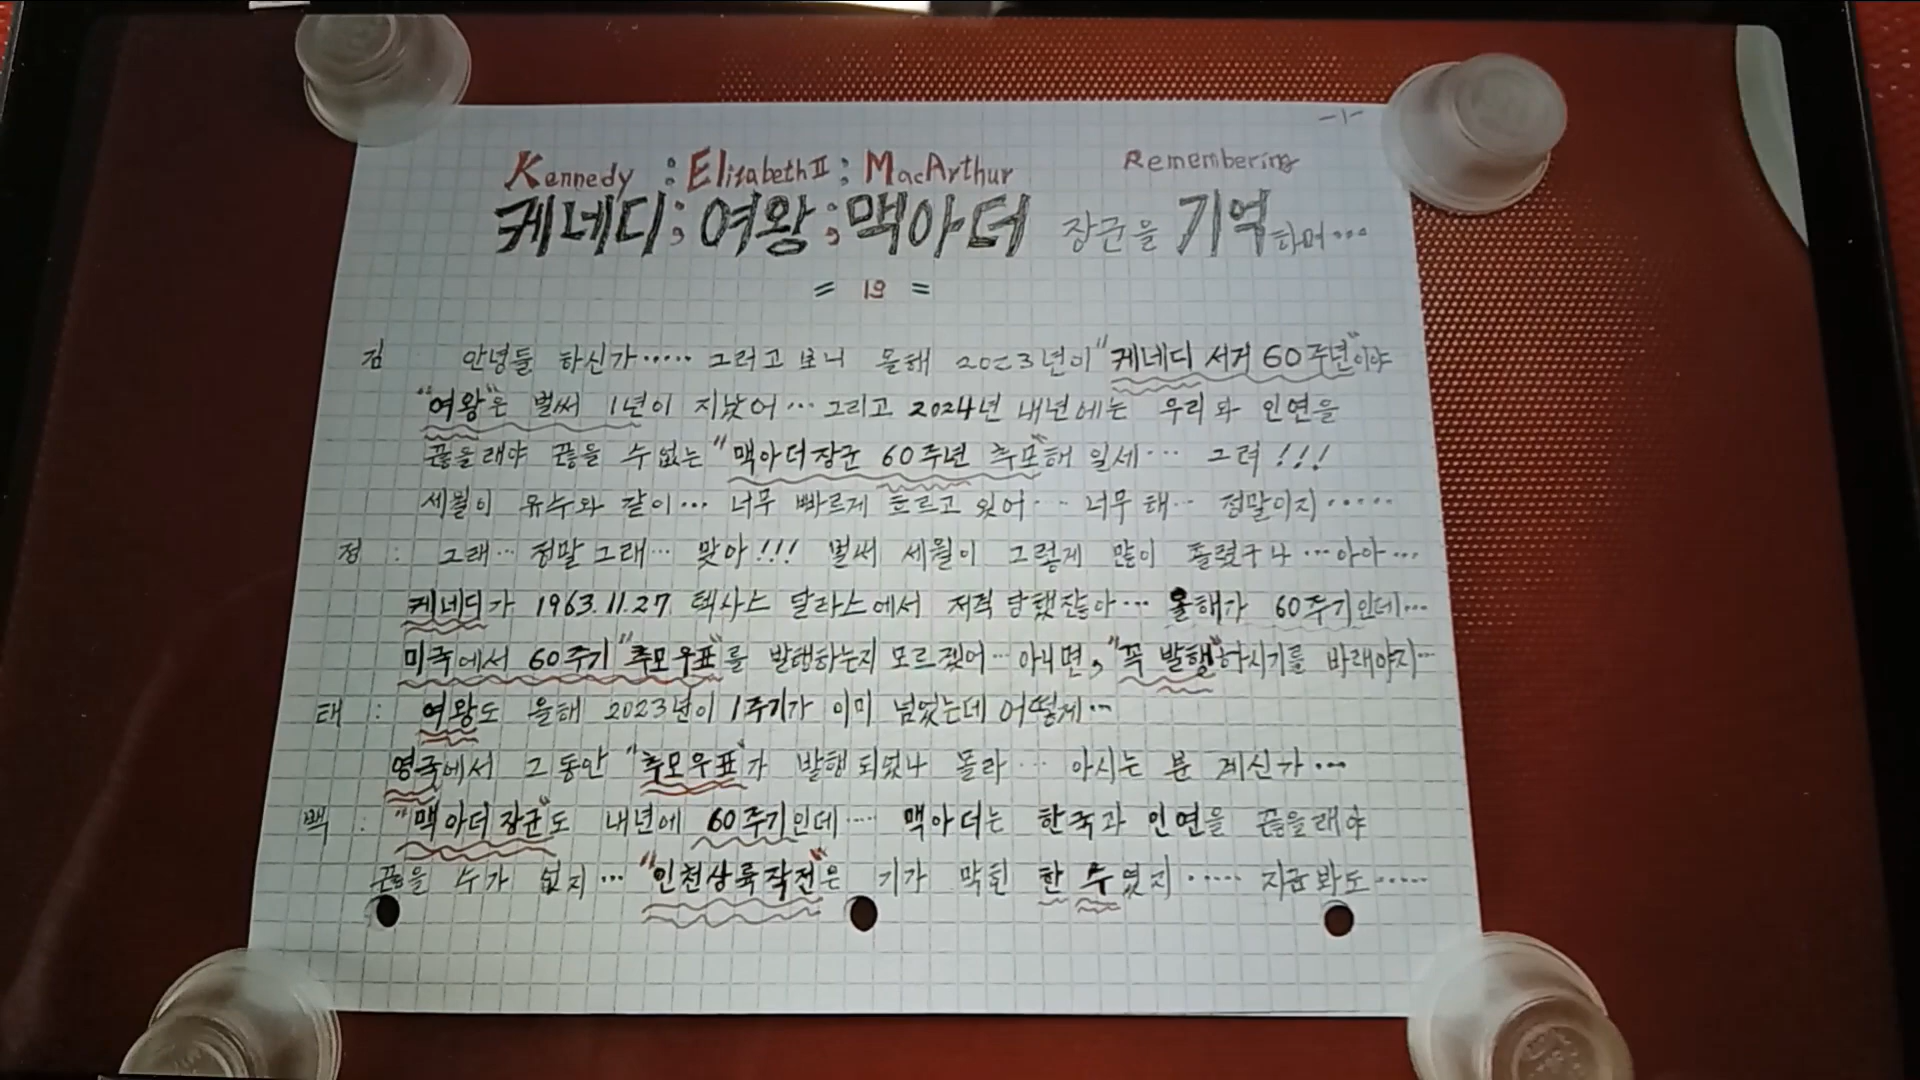 -1-
Kennedy : Elizabeth II : MacArthur Remembering
케네디; 여왕; 맥아더 장군을 기억하며...
= 19 =
김 안녕들 하신가..... 그러고 보니 올해 2023년이 "케네디 서거 60주년"이야
"여왕"은 벌써 1년이 지났어... 그리고 2024년 내년에는 우리와 인연을
끊을래야 끊을 수 없는 "맥아더장군 60주년 추모"해 일세... 그려!!!
세월이 유수와 같이... 너무 빠르게 흐르고 있어... 너무해... 정말이지.....
정 : 그래... 정말 그래... 맞아!!! 벌써 세월이 그렇게 많이 흘렀구나...아아...
케네디가 1963.11.27 텍사스 달라스에서 저격 당했잖아... 올해가 60주기인데...
미국에서 60주기 "추모우표"를 발행하는지 모르겠어... 아니면, "꼭 발행"하시기를 바래야지...
태 : 여왕도 올해 2023년이 1주기가 이미 넘었는데 어떻게...
영국에서 그동안 "추모우표"가 발행되었나 몰라... 아시는 분 계신가...
백 : "맥아더장군"도 내년에 60주기인데.... 맥아더는 한국과 인연을 끊을래야
끊을 수가 없지... "인천상륙작전"은 기가 막힌 한 수였지..... 지금봐도.....